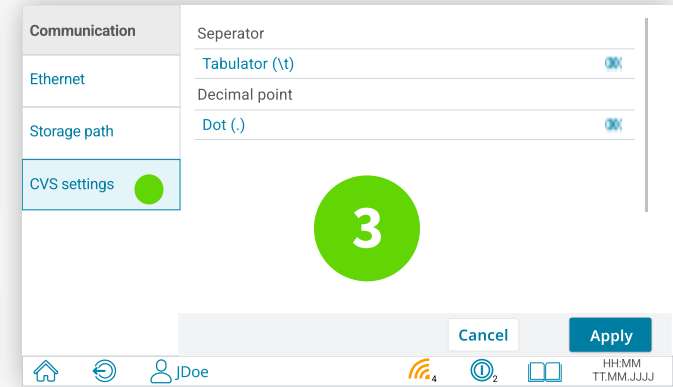 Communication
Ethernet
Storage path
CVS settings
Seperator
Tabulator (\t)
Decimal point
Dot (.)
3
Cancel
Apply
JDoe
4
2
HH:MM
TT.MM.JJJJ